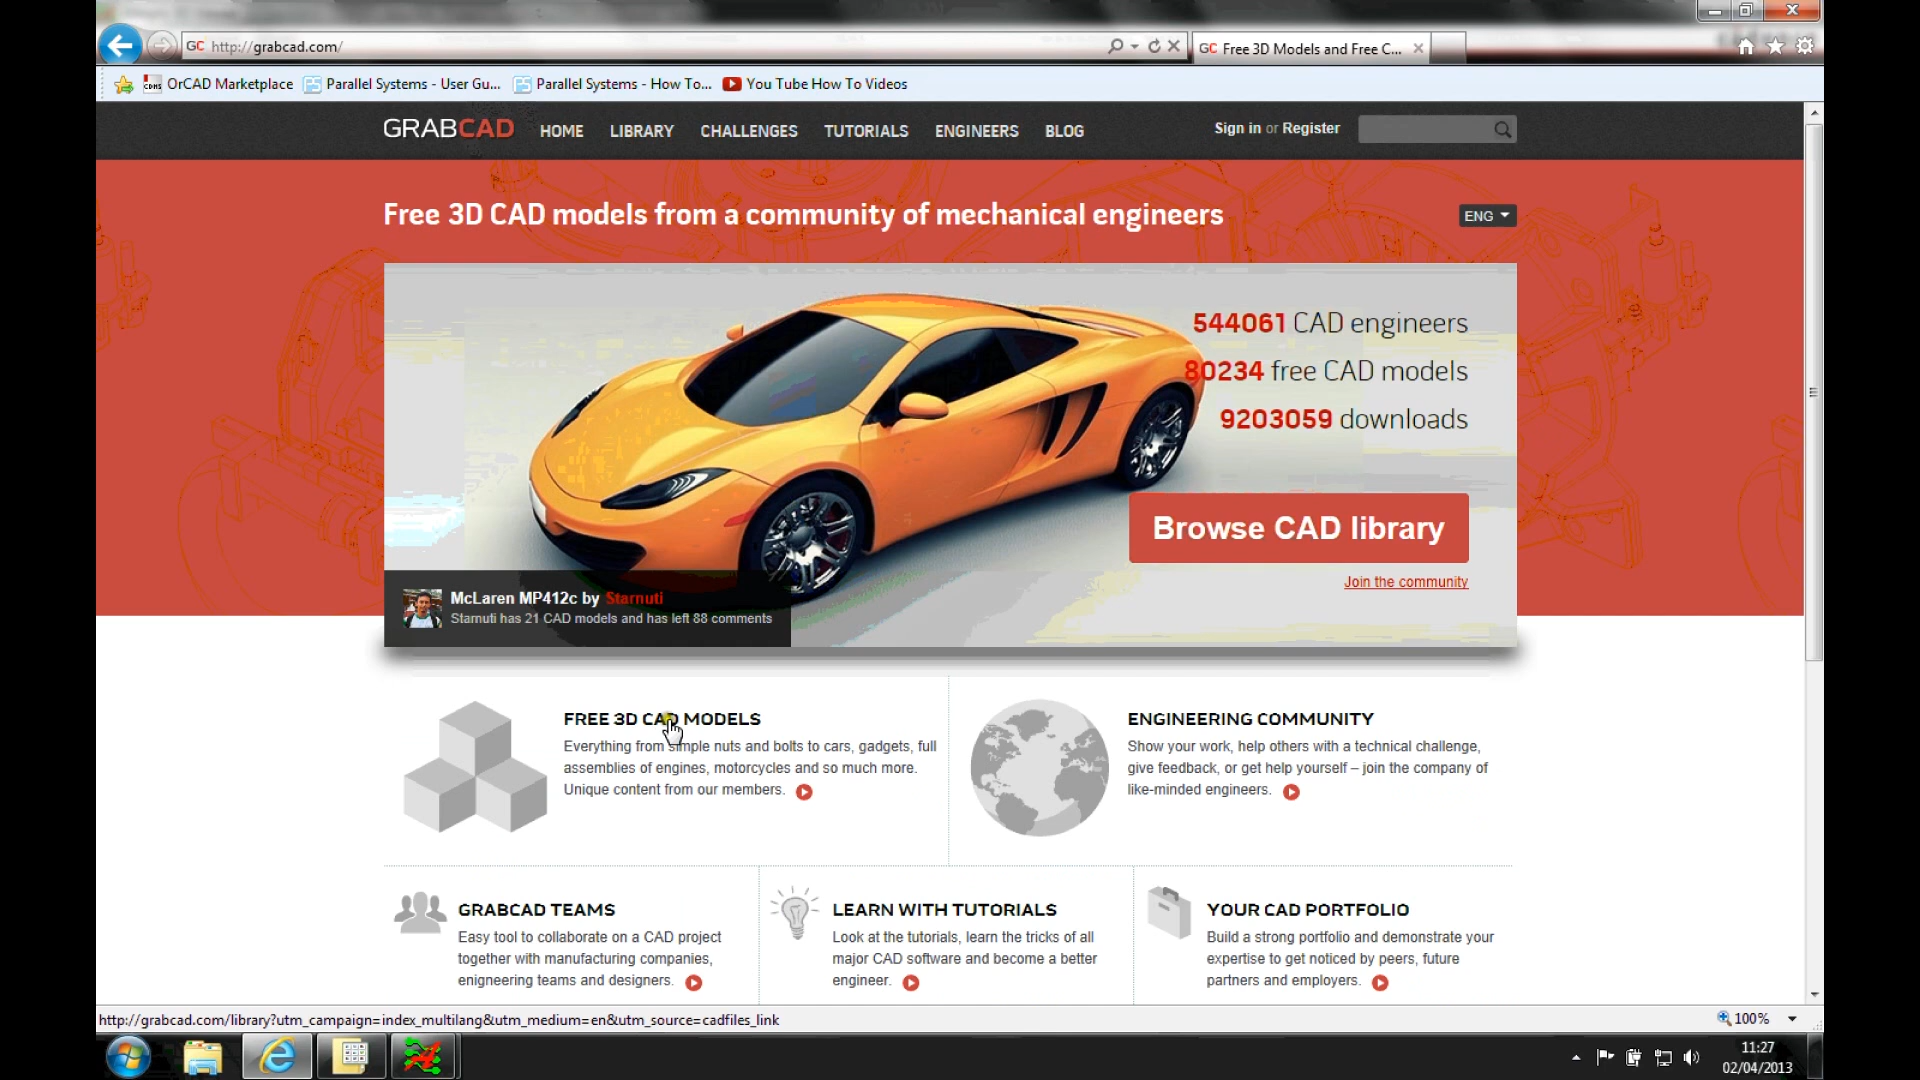 GC http://grabcad.com/
GC Free 3D Models and Free C...
CDNS OrCAD Marketplace
Parallel Systems - User Gu...
Parallel Systems - How To...
You Tube How To Videos
GRABCAD HOME LIBRARY CHALLENGES TUTORIALS ENGINEERS BLOG
Sign in or Register
Free 3D CAD models from a community of mechanical engineers
ENG
544061 CAD engineers
80234 free CAD models
9203059 downloads
Browse CAD library
Join the community
McLaren MP412c by Starnuti
Starnuti has 21 CAD models and has left 88 comments
FREE 3D CAD MODELS
Everything from simple nuts and bolts to cars, gadgets, full
assemblies of engines, motorcycles and so much more.
Unique content from our members.
ENGINEERING COMMUNITY
Show your work, help others with a technical challenge,
give feedback, or get help yourself – join the company of
like-minded engineers.
GRABCAD TEAMS
Easy tool to collaborate on a CAD project
together with manufacturing companies,
enigneering teams and designers.
LEARN WITH TUTORIALS
Look at the tutorials, learn the tricks of all
major CAD software and become a better
engineer.
YOUR CAD PORTFOLIO
Build a strong portfolio and demonstrate your
expertise to get noticed by peers, future
partners and employers.
http://grabcad.com/library?utm_campaign=index_multilang&utm_medium=en&utm_source=cadfiles_link
100%
11:27
02/04/2013